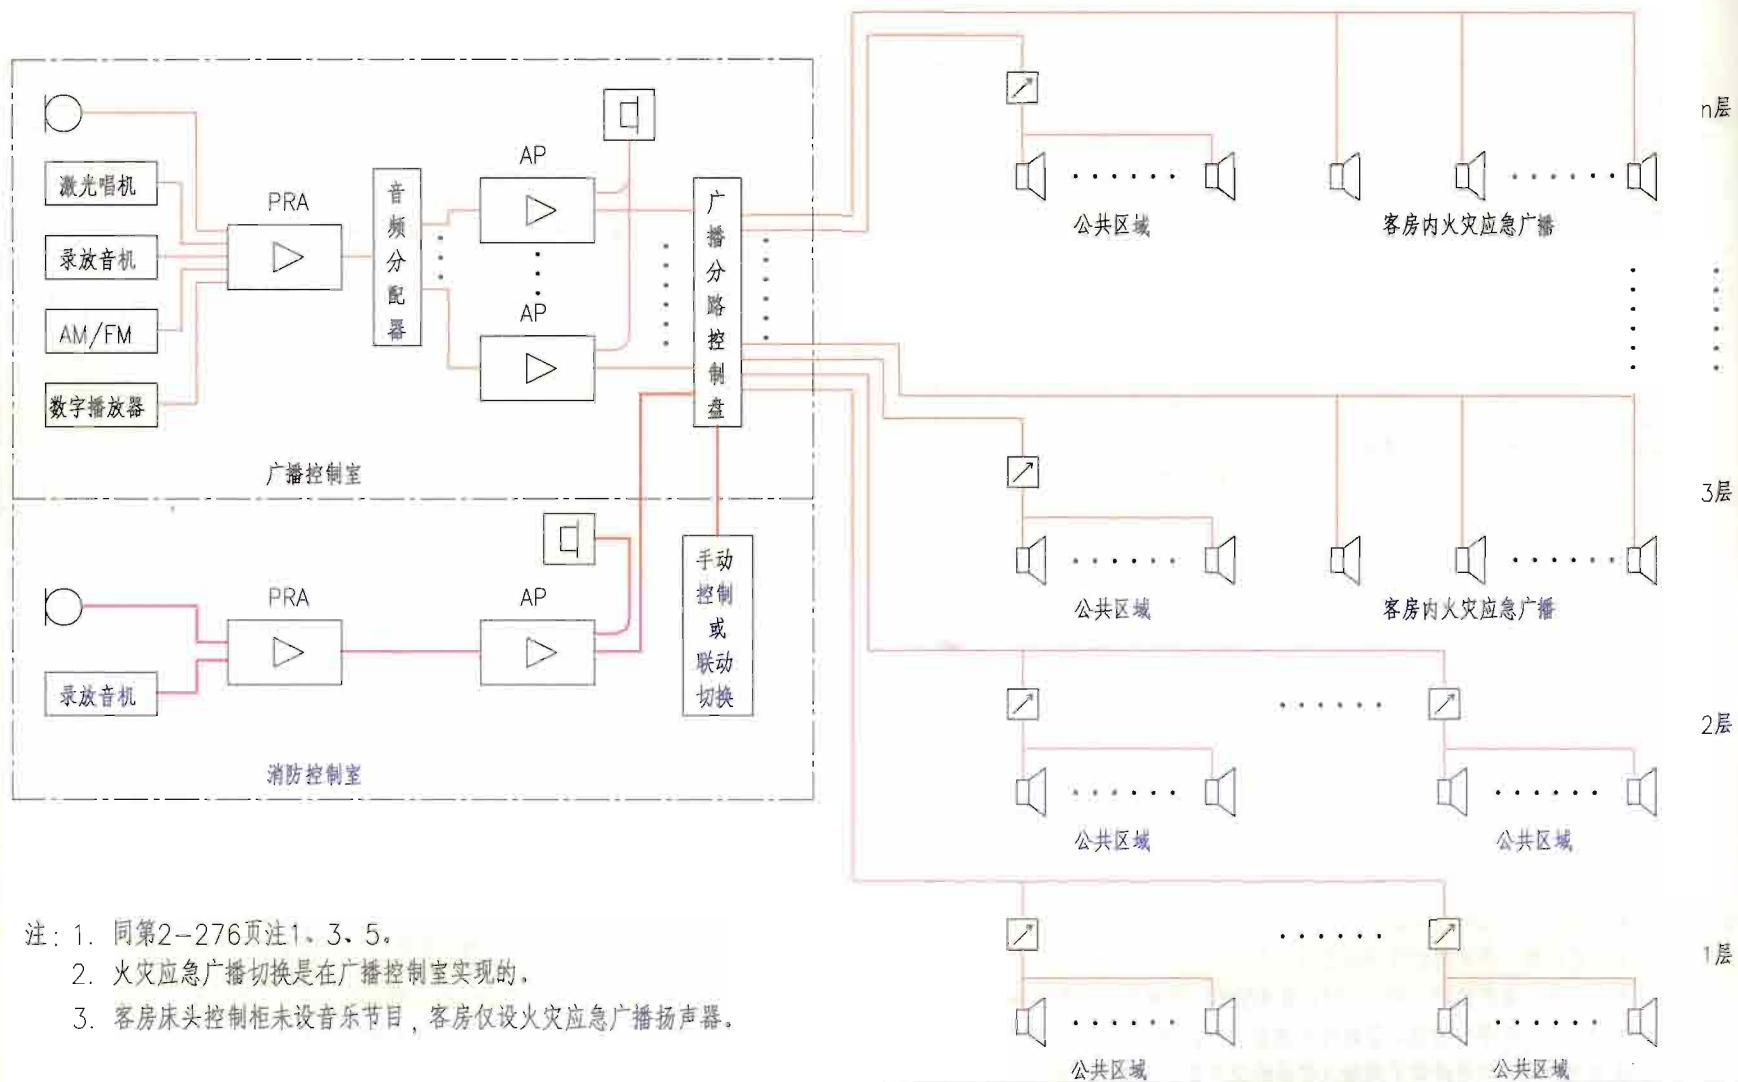 n层
激光唱机
录放音机
AM/FM
数字播放器
PRA
音频分配器
AP
AP
广播分路控制盘
广播控制室
公共区域
客房内火灾应急广播
3层
公共区域
客房内火灾应急广播
录放音机
PRA
AP
手动
控制
或
联动
切换
消防控制室
2层
公共区域
公共区域
1层
公共区域
公共区域
注：1. 同第2-276页注1、3、5。
2. 火灾应急广播切换是在广播控制室实现的。
3. 客房床头控制柜未设音乐节目，客房仅设火灾应急广播扬声器。